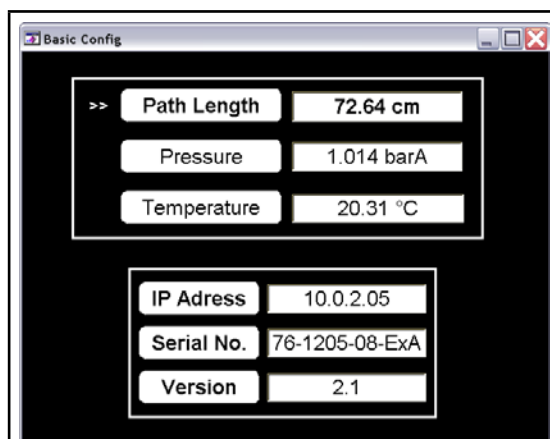 Basic Config
>> Path Length 72.64 cm
Pressure 1.014 barA
Temperature 20.31 °C
IP Adress 10.0.2.05
Serial No. 76-1205-08-ExA
Version 2.1